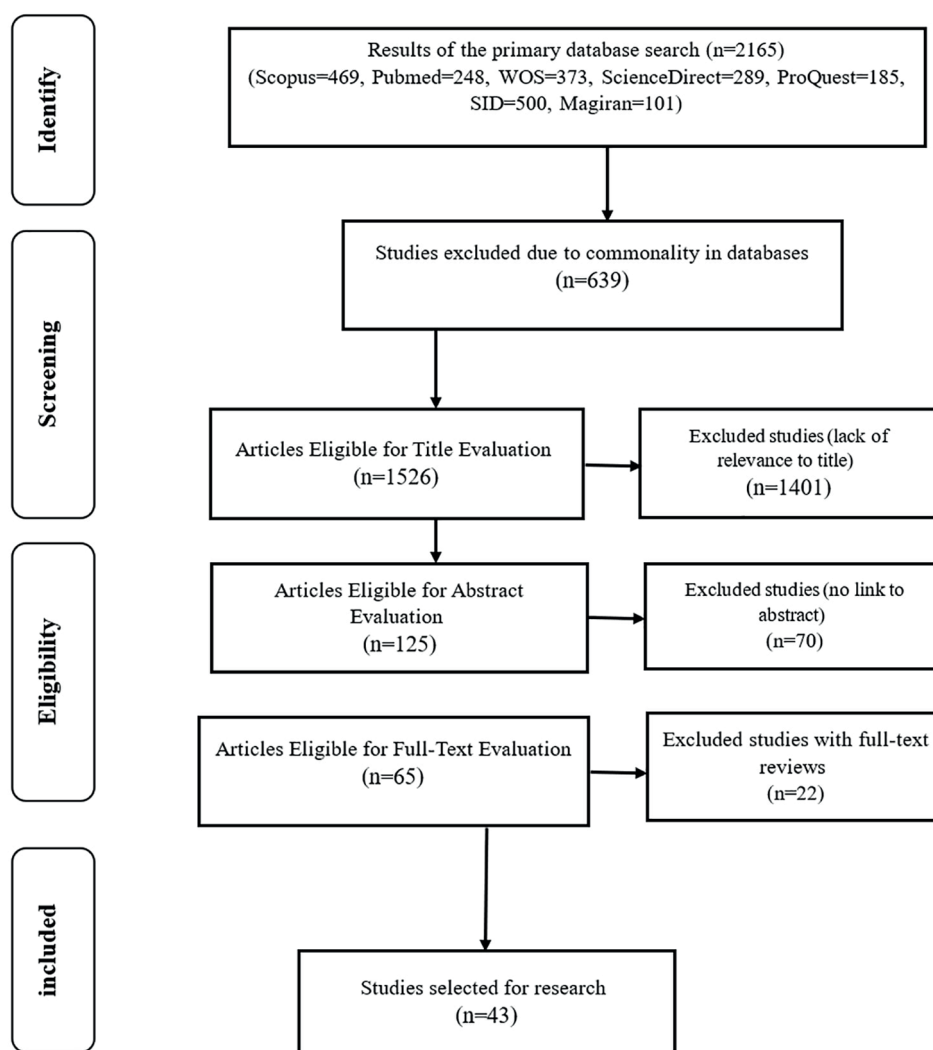 Identify
Results of the primary database search (n=2165)
(Scopus=469, Pubmed=248, WOS=373, ScienceDirect=289, ProQuest=185,
SID=500, Magiran=101)
Screening
Studies excluded due to commonality in databases
(n=639)
Articles Eligible for Title Evaluation
(n=1526)
Excluded studies (lack of
relevance to title)
(n=1401)
Eligibility
Articles Eligible for Abstract
Evaluation
(n=125)
Excluded studies (no link to
abstract)
(n=70)
Articles Eligible for Full-Text Evaluation
(n=65)
Excluded studies with full-text
reviews
(n=22)
included
Studies selected for research
(n=43)